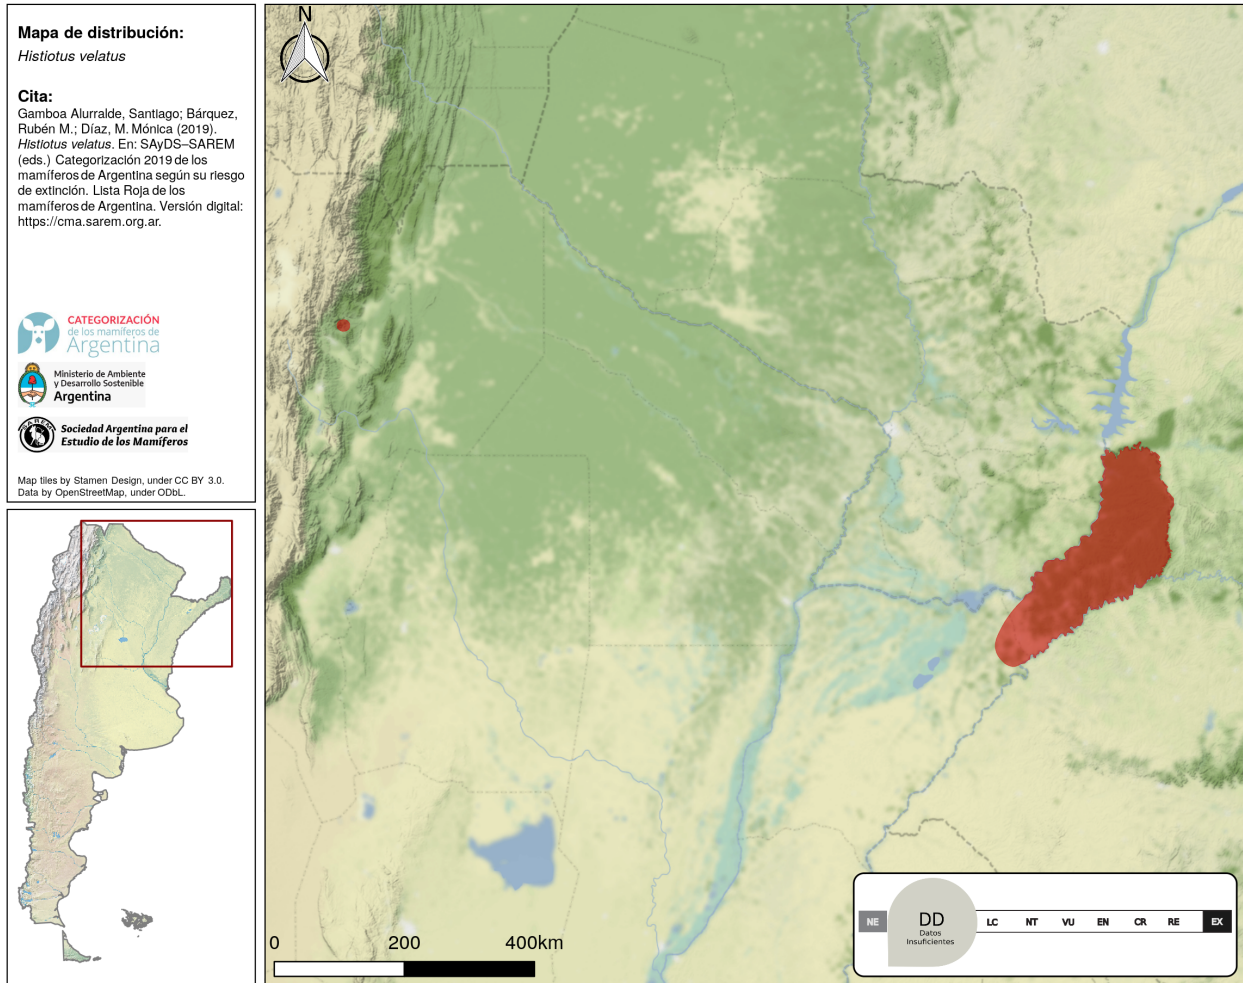 Mapa de distribución:
Histiotus velatus
Cita:
Gamboa Alurralde, Santiago; Bárquez,
Rubén M.; Díaz, M. Mónica (2019).
Histiotus velatus. En: SAyDS–SAREM
(eds.) Categorización 2019 de los
mamíferos de Argentina según su riesgo
de extinción. Lista Roja de los
mamíferos de Argentina. Versión digital:
https://cma.sarem.org.ar.
CATEGORIZACIÓN
de los mamíferos de
Argentina
Ministerio de Ambiente
y Desarrollo Sostenible
Argentina
SAREM
Sociedad Argentina para el
Estudio de los Mamíferos
Map tiles by Stamen Design, under CC BY 3.0.
Data by OpenStreetMap, under ODbL.
N
0 200 400km
NE DD LC NT VU EN CR RE EX
Datos
Insuficientes